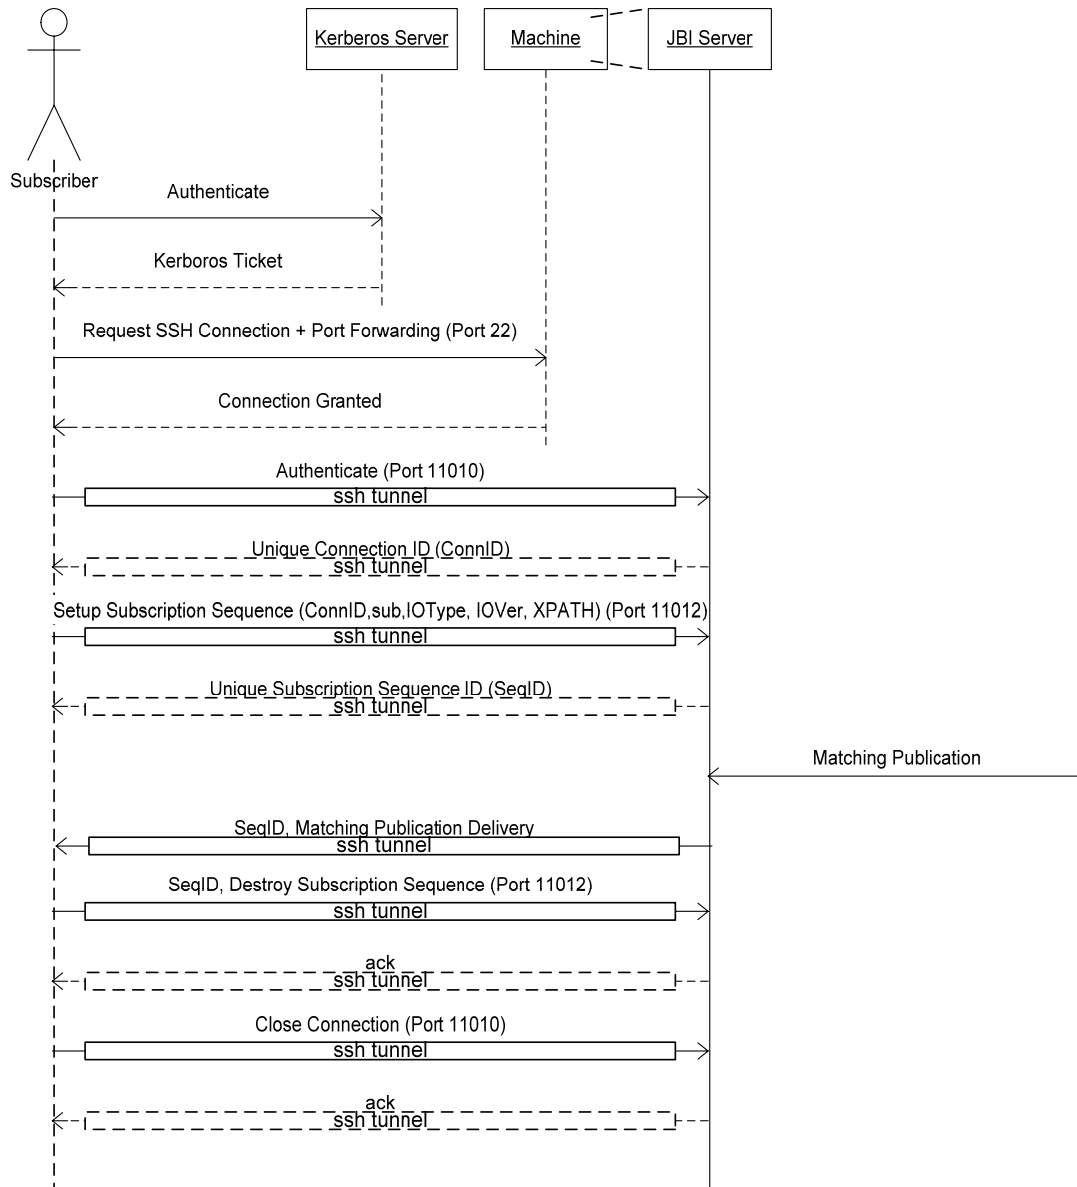 Kerberos Server
Machine
JBI Server
Subscriber
Authenticate
Kerboros Ticket
Request SSH Connection + Port Forwarding (Port 22)
Connection Granted
Authenticate (Port 11010)
ssh tunnel
Unique Connection ID (ConnID)
ssh tunnel
Setup Subscription Sequence (ConnID,sub,IOType, IOVer, XPATH) (Port 11012)
ssh tunnel
Unique Subscription Sequence ID (SeqID)
ssh tunnel
Matching Publication
SeqID, Matching Publication Delivery
ssh tunnel
SeqID, Destroy Subscription Sequence (Port 11012)
ssh tunnel
ack
ssh tunnel
Close Connection (Port 11010)
ssh tunnel
ack
ssh tunnel